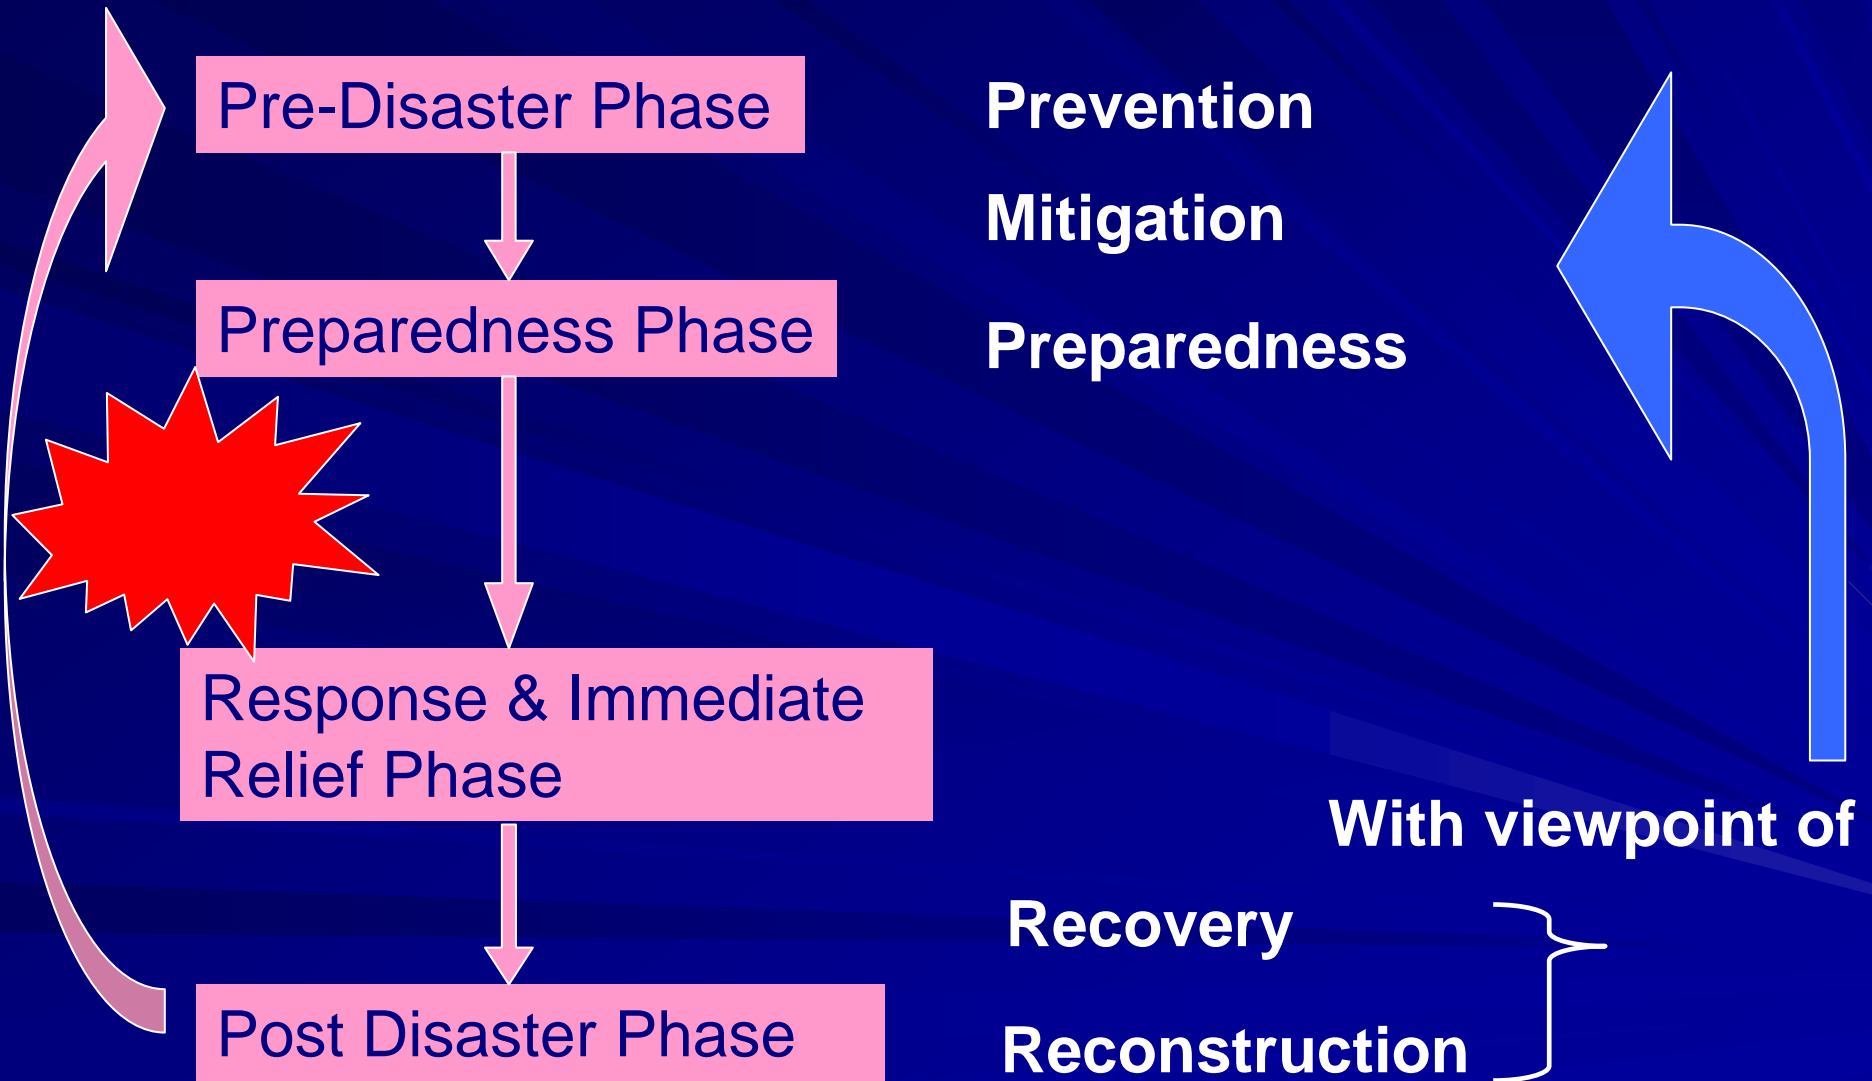 Pre-Disaster Phase
Prevention
Mitigation
Preparedness Phase
Preparedness
Response & Immediate
Relief Phase
With viewpoint of
Recovery
Post Disaster Phase
Reconstruction